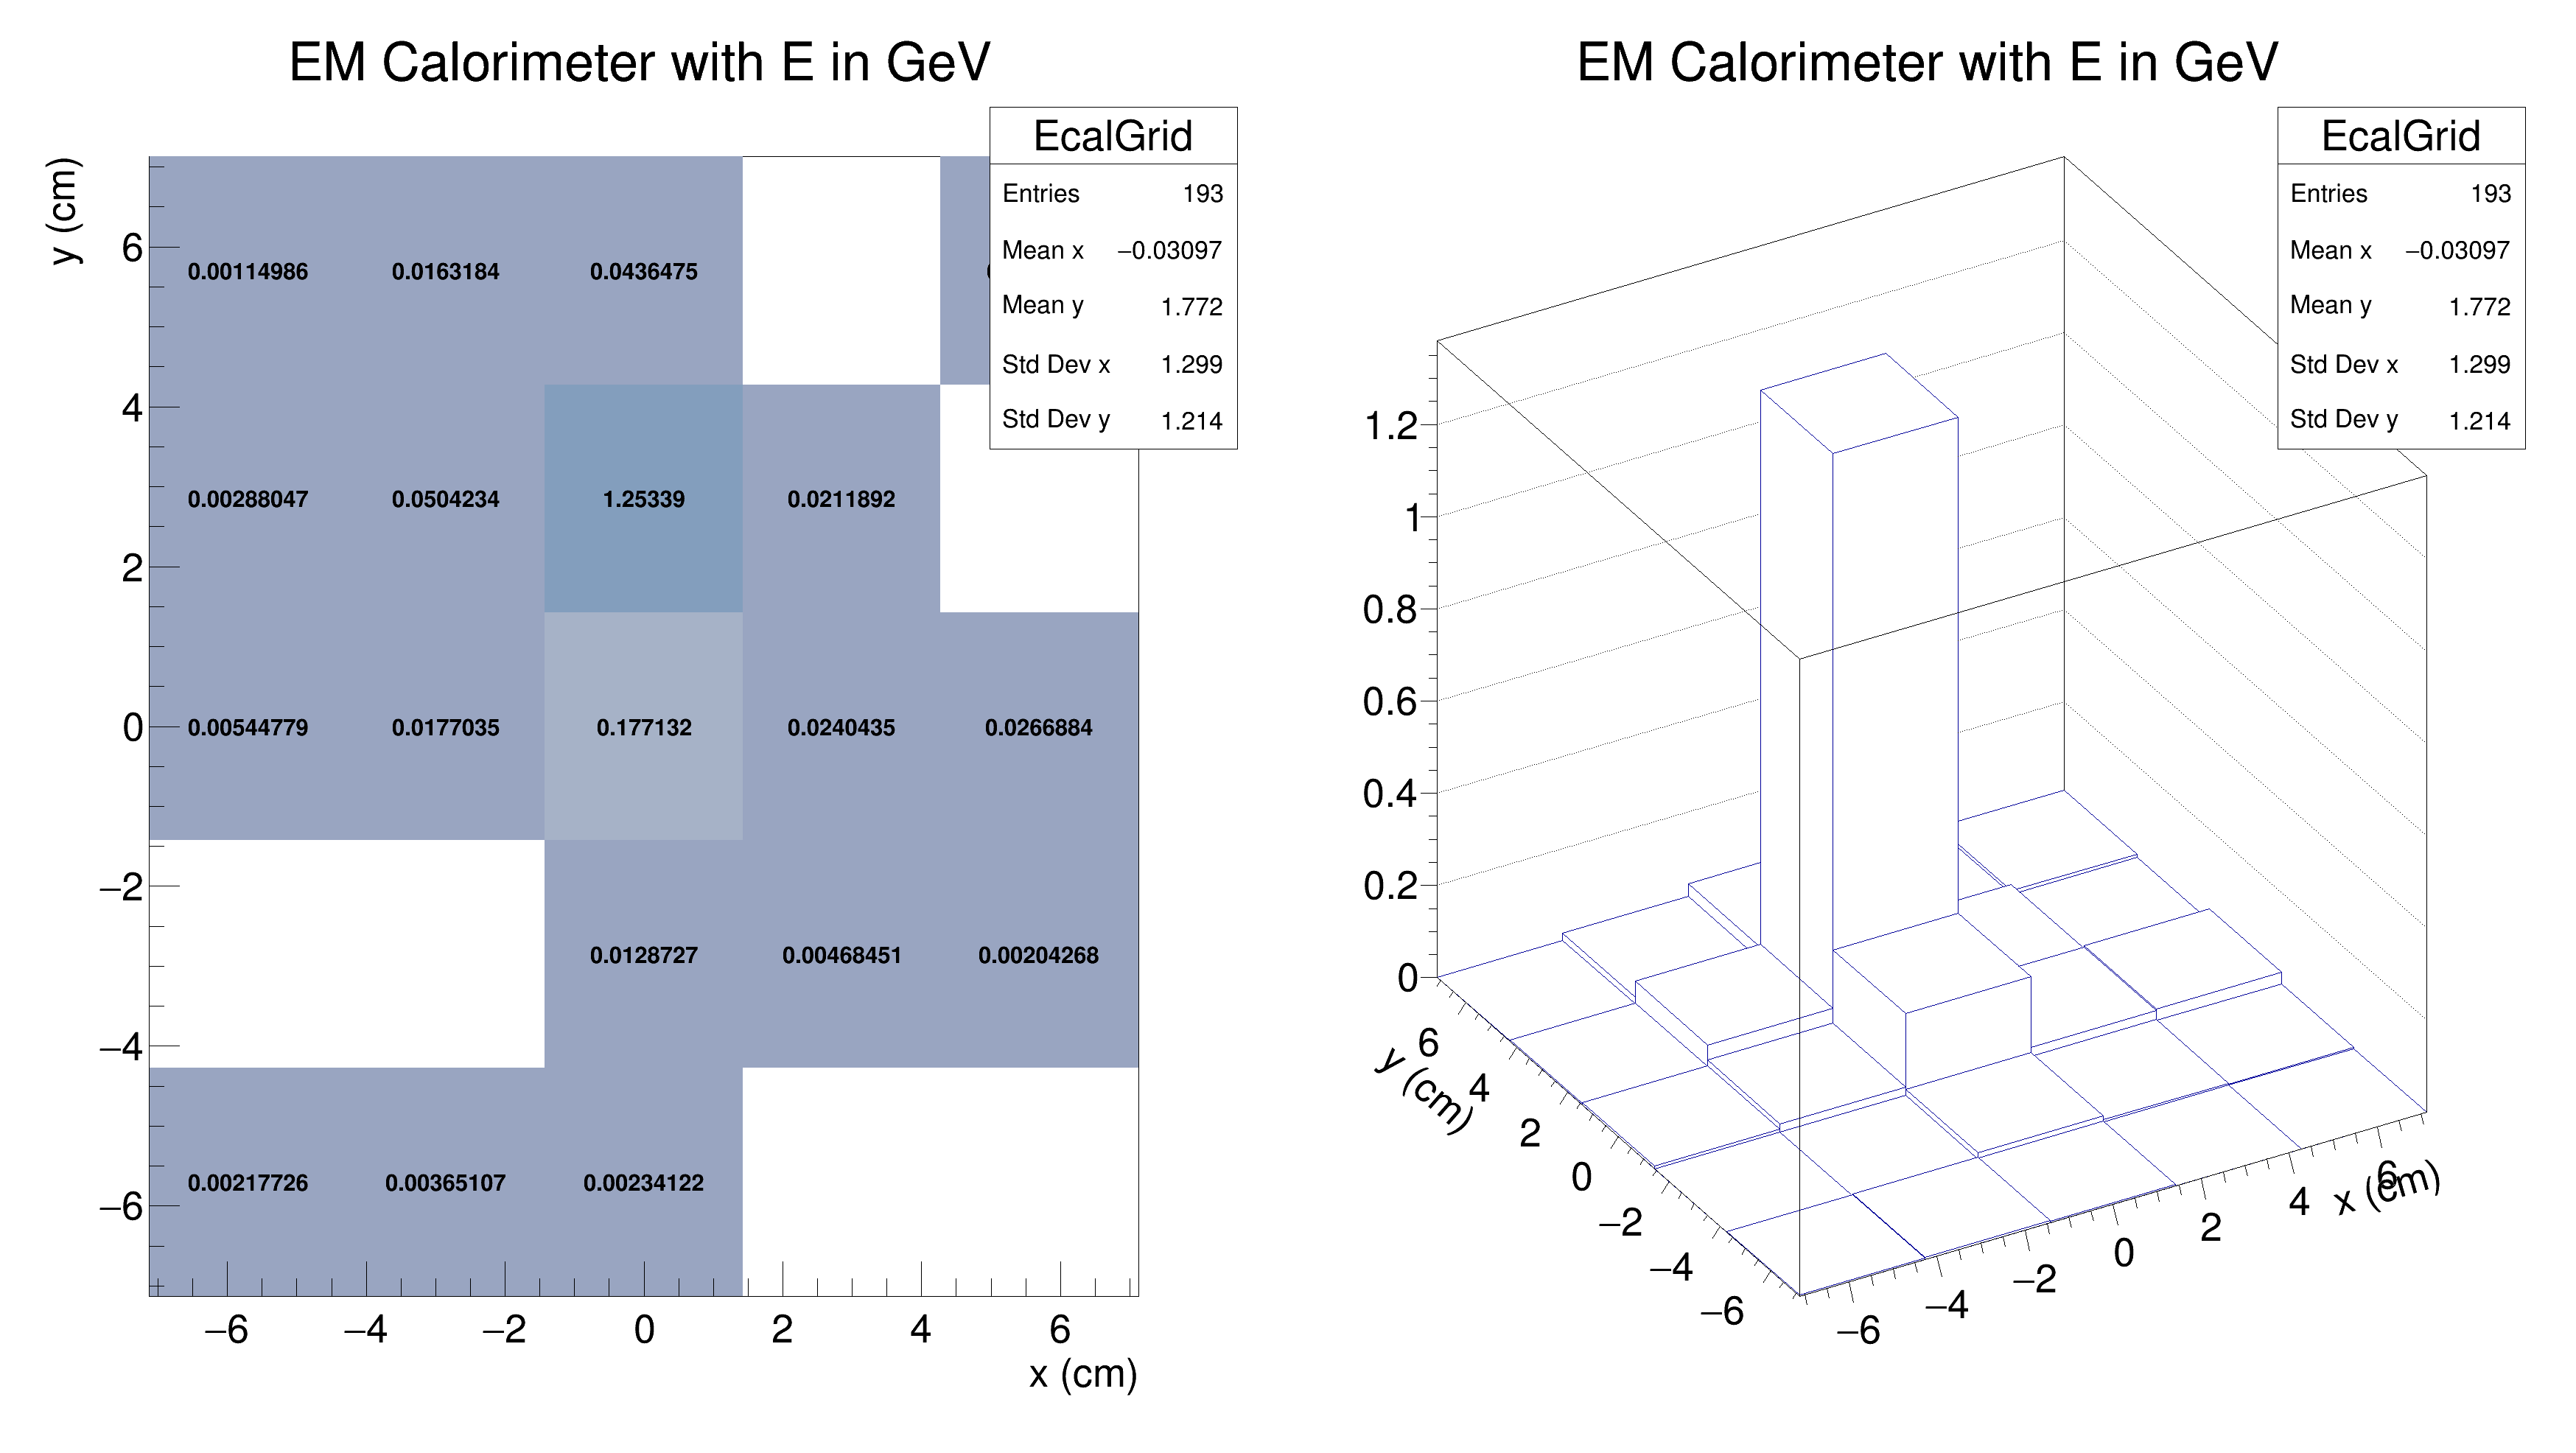 EM Calorimeter with E in GeV
EcalGrid
Entries 193
Mean x −0.03097
Mean y 1.772
Std Dev x 1.299
Std Dev y 1.214
y (cm)
6
4
2
0
−2
−4
−6
0.00114986 0.0163184 0.0436475
0.00288047 0.0504234 1.25339 0.0211892
0.00544779 0.0177035 0.177132 0.0240435 0.0266884
0.0128727 0.00468451 0.00204268
0.00217726 0.00365107 0.00234122
−6 −4 −2 0 2 4 6
x (cm)
EM Calorimeter with E in GeV
EcalGrid
Entries 193
Mean x −0.03097
Mean y 1.772
Std Dev x 1.299
Std Dev y 1.214
1.2
1
0.8
0.6
0.4
0.2
0
6
4
2
0
−2
−4
−6
y (cm)
−6
−4
−2
0
2
4
6
x (cm)